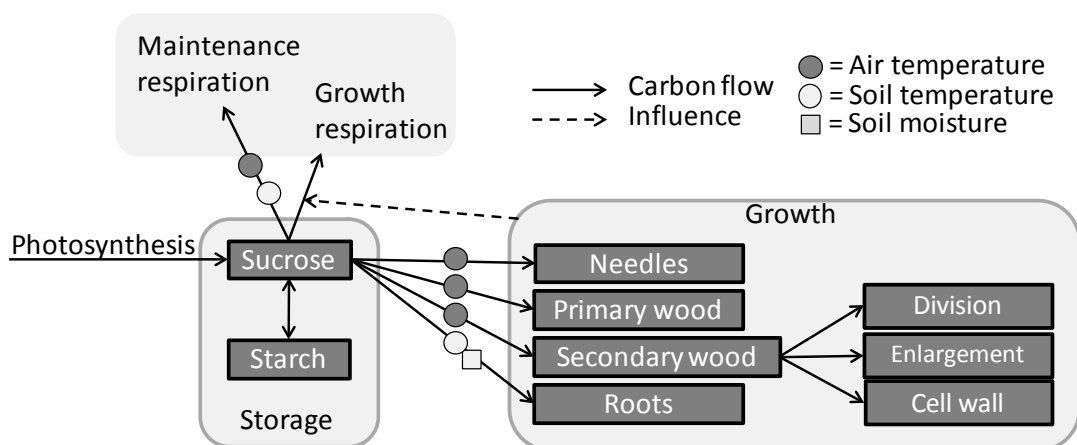 Maintenance
respiration
Growth
respiration
Carbon flow
Influence
= Air temperature
= Soil temperature
= Soil moisture
Photosynthesis
Sucrose
Starch
Storage
Growth
Needles
Primary wood
Secondary wood
Roots
Division
Enlargement
Cell wall